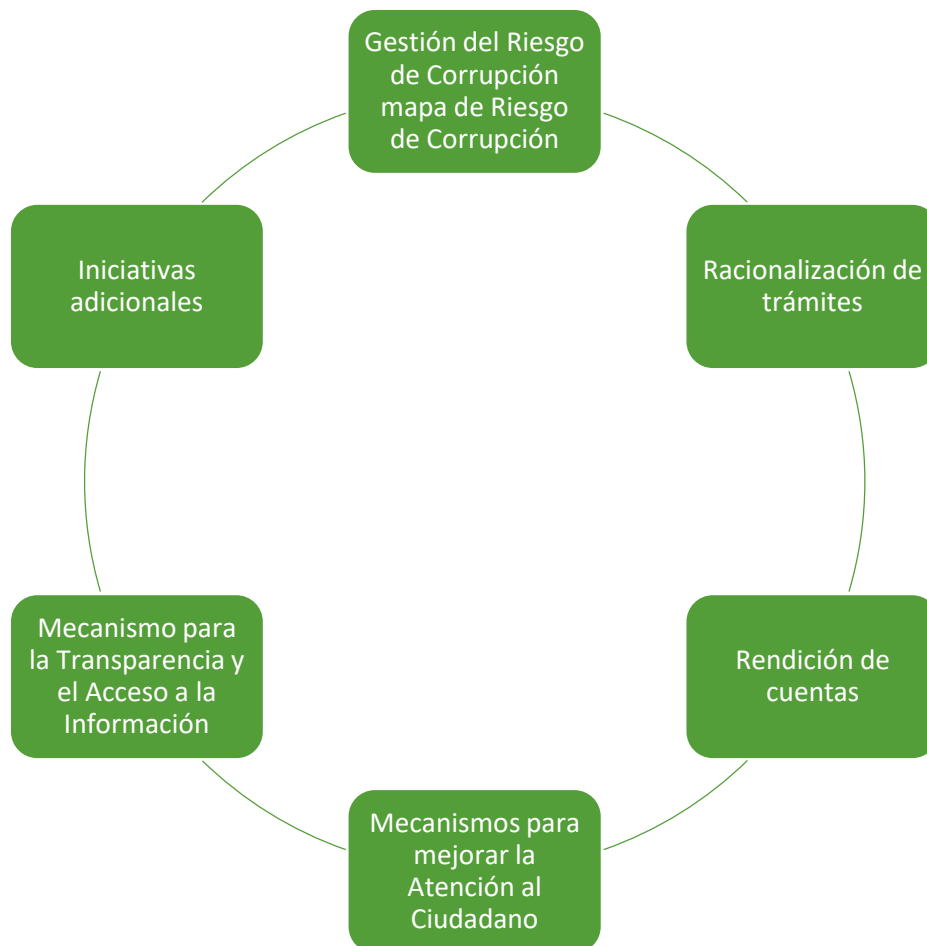 Gestión del Riesgo
de Corrupción
mapa de Riesgo
de Corrupción
Racionalización de
trámites
Rendición de
cuentas
Mecanismos para
mejorar la
Atención al
Ciudadano
Mecanismo para
la Transparencia y
el Acceso a la
Información
Iniciativas
adicionales